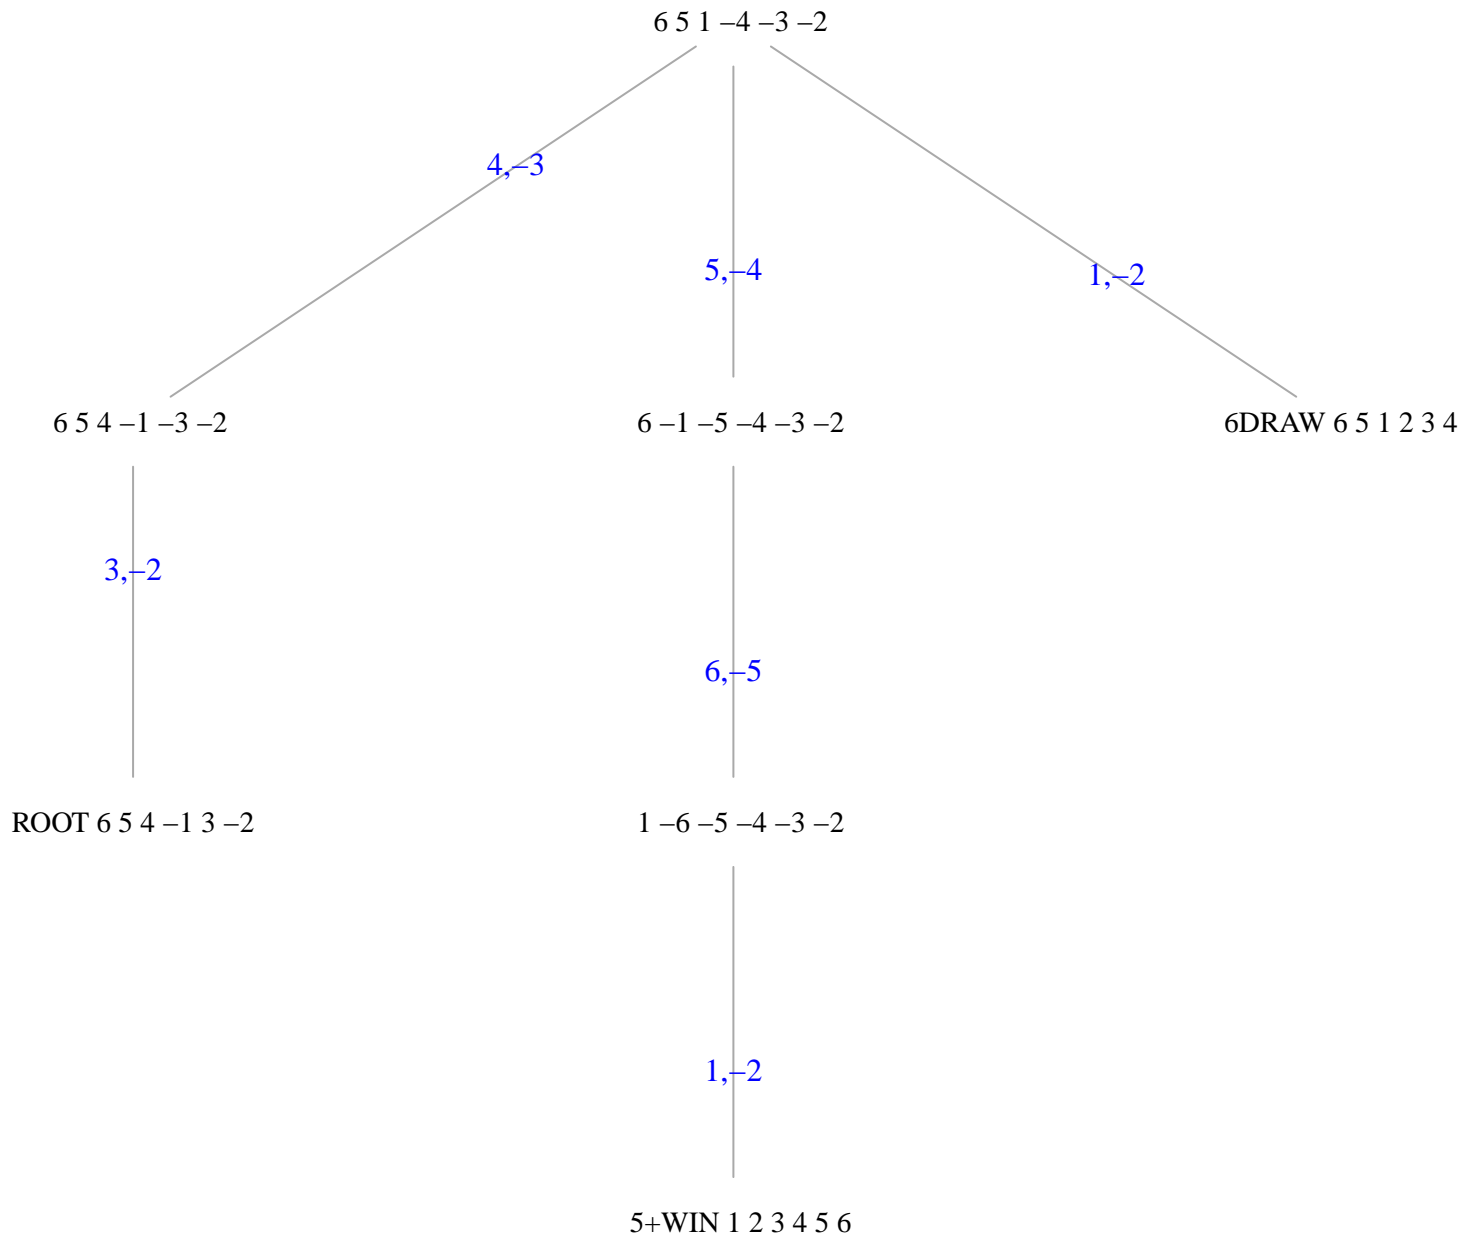 6 5 1 –4 –3 –2
4,–3
5,–4
1,–2
6 5 4 –1 –3 –2
6 –1 –5 –4 –3 –2
6DRAW 6 5 1 2 3 4
3,–2
6,–5
ROOT 6 5 4 –1 3 –2
1 –6 –5 –4 –3 –2
1,–2
5+WIN 1 2 3 4 5 6